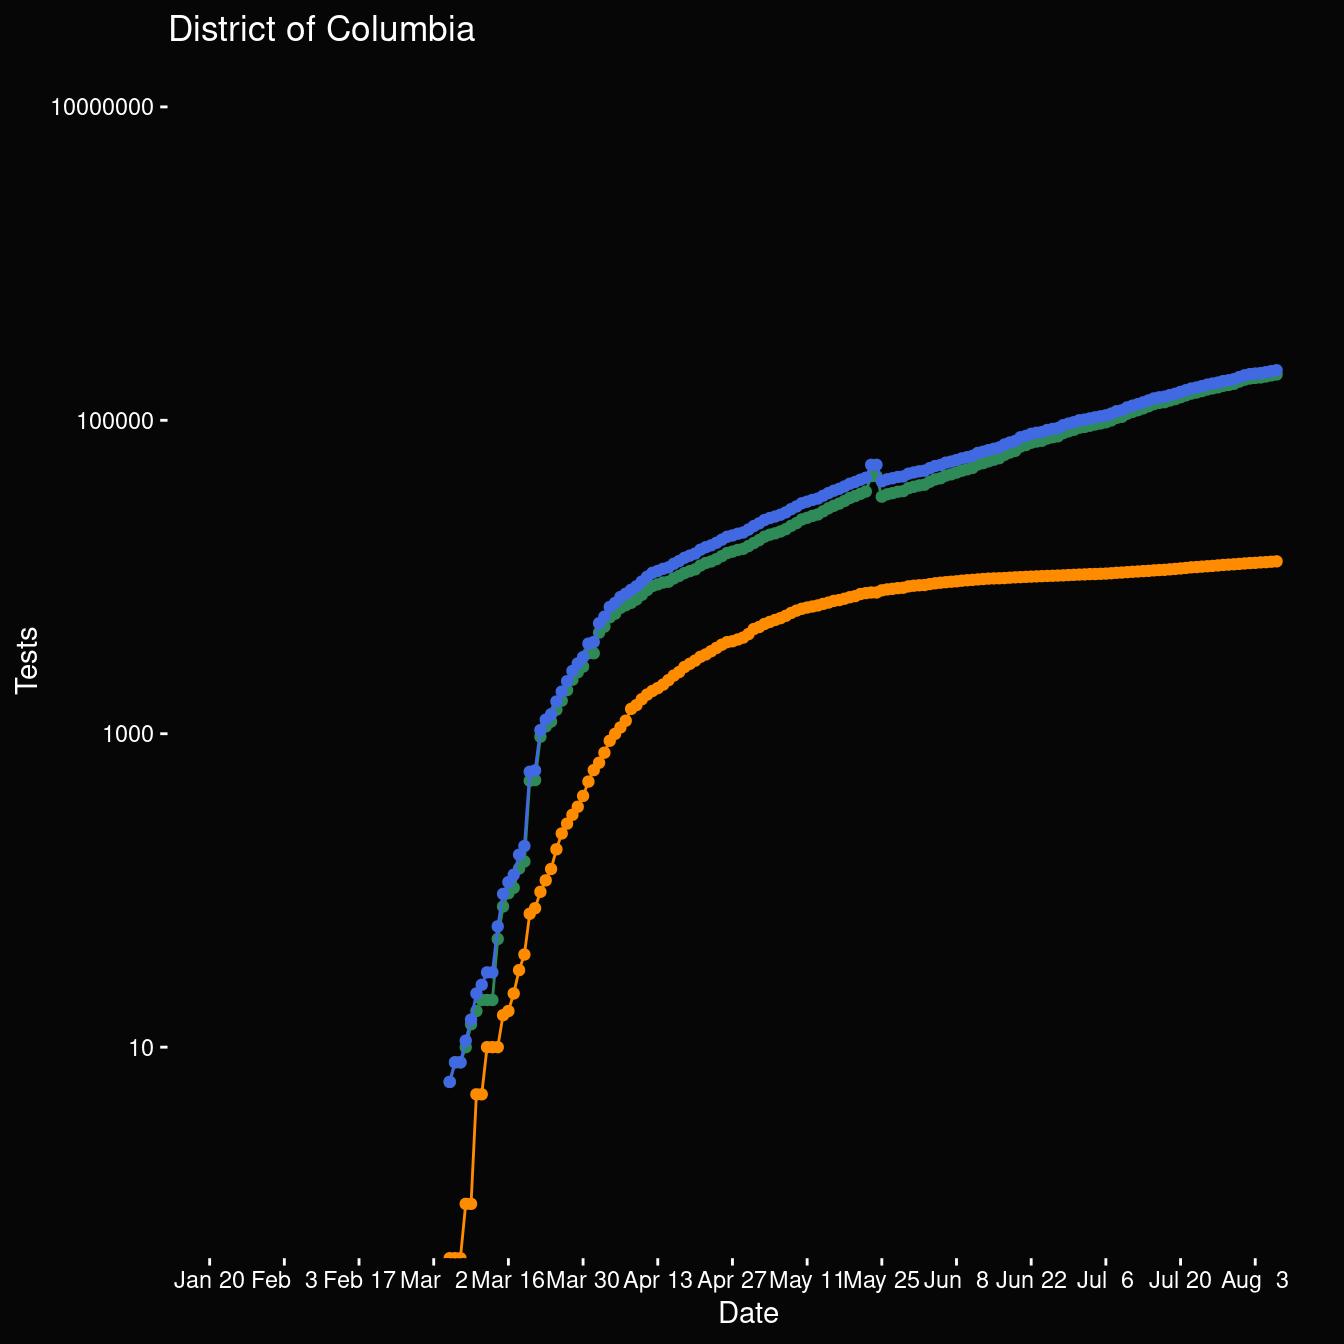 District of Columbia
10000000
100000
1000
10
Tests
Jan 20 Feb 3 Feb 17 Mar 2 Mar 16 Mar 30 Apr 13 Apr 27 May 11 May 25 Jun 8 Jun 22 Jul 6 Jul 20 Aug 3
Date